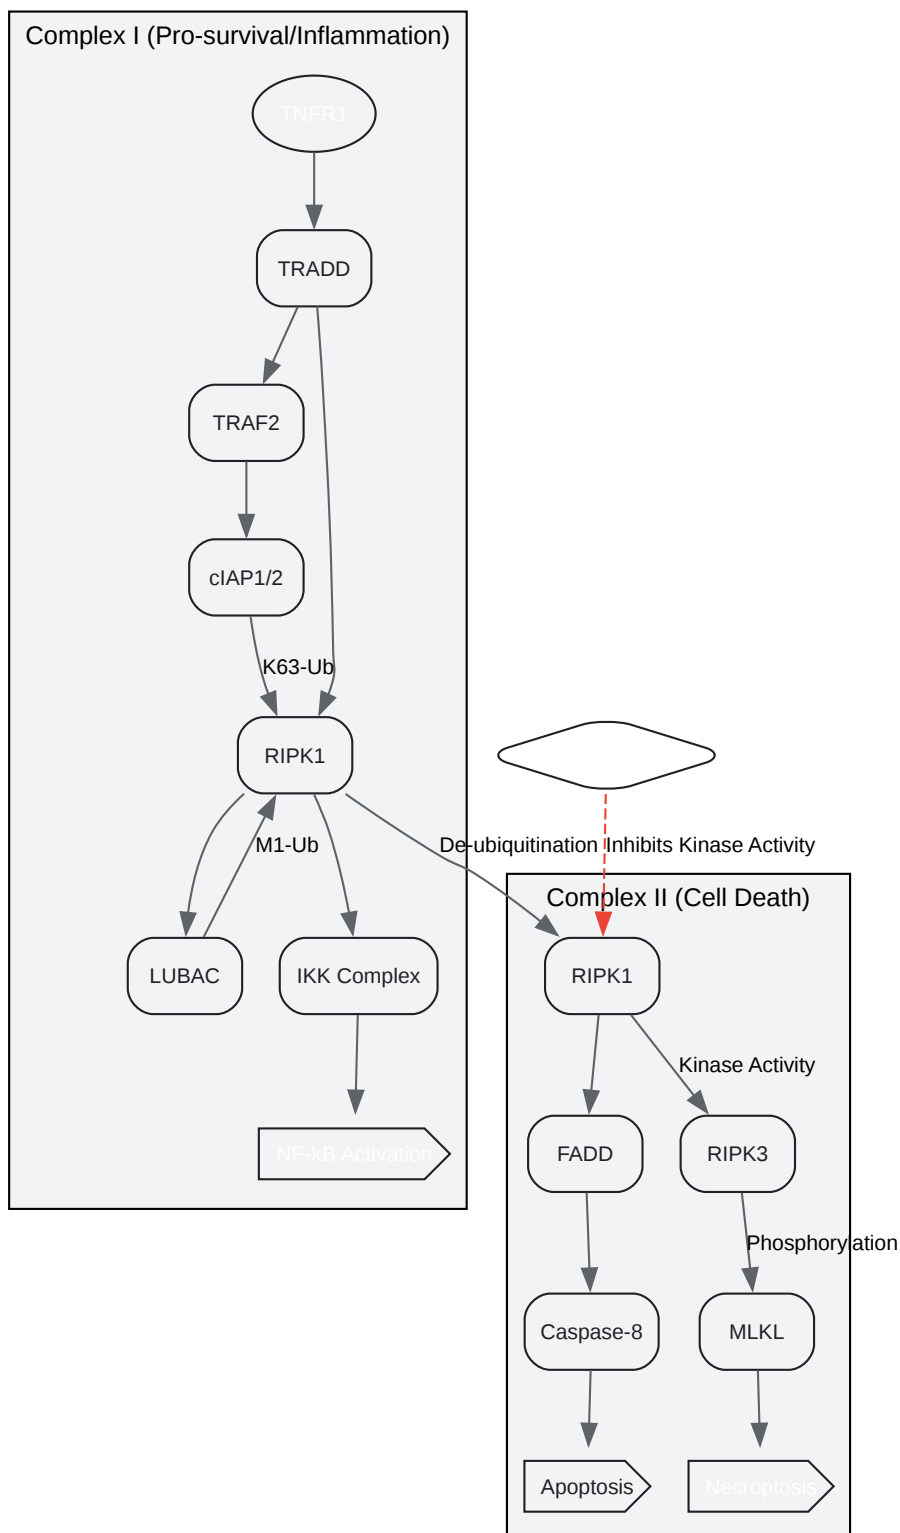 Complex I (Pro-survival/Inflammation)
TNFR1
TRADD
TRAF2
cIAP1/2
K63-Ub
RIPK1
M1-Ub
De-ubiquitination
Inhibits Kinase Activity
Complex II (Cell Death)
LUBAC
IKK Complex
RIPK1
Kinase Activity
NF-kB Activation
FADD
RIPK3
Phosphorylation
Caspase-8
MLKL
Apoptosis
Necroptosis